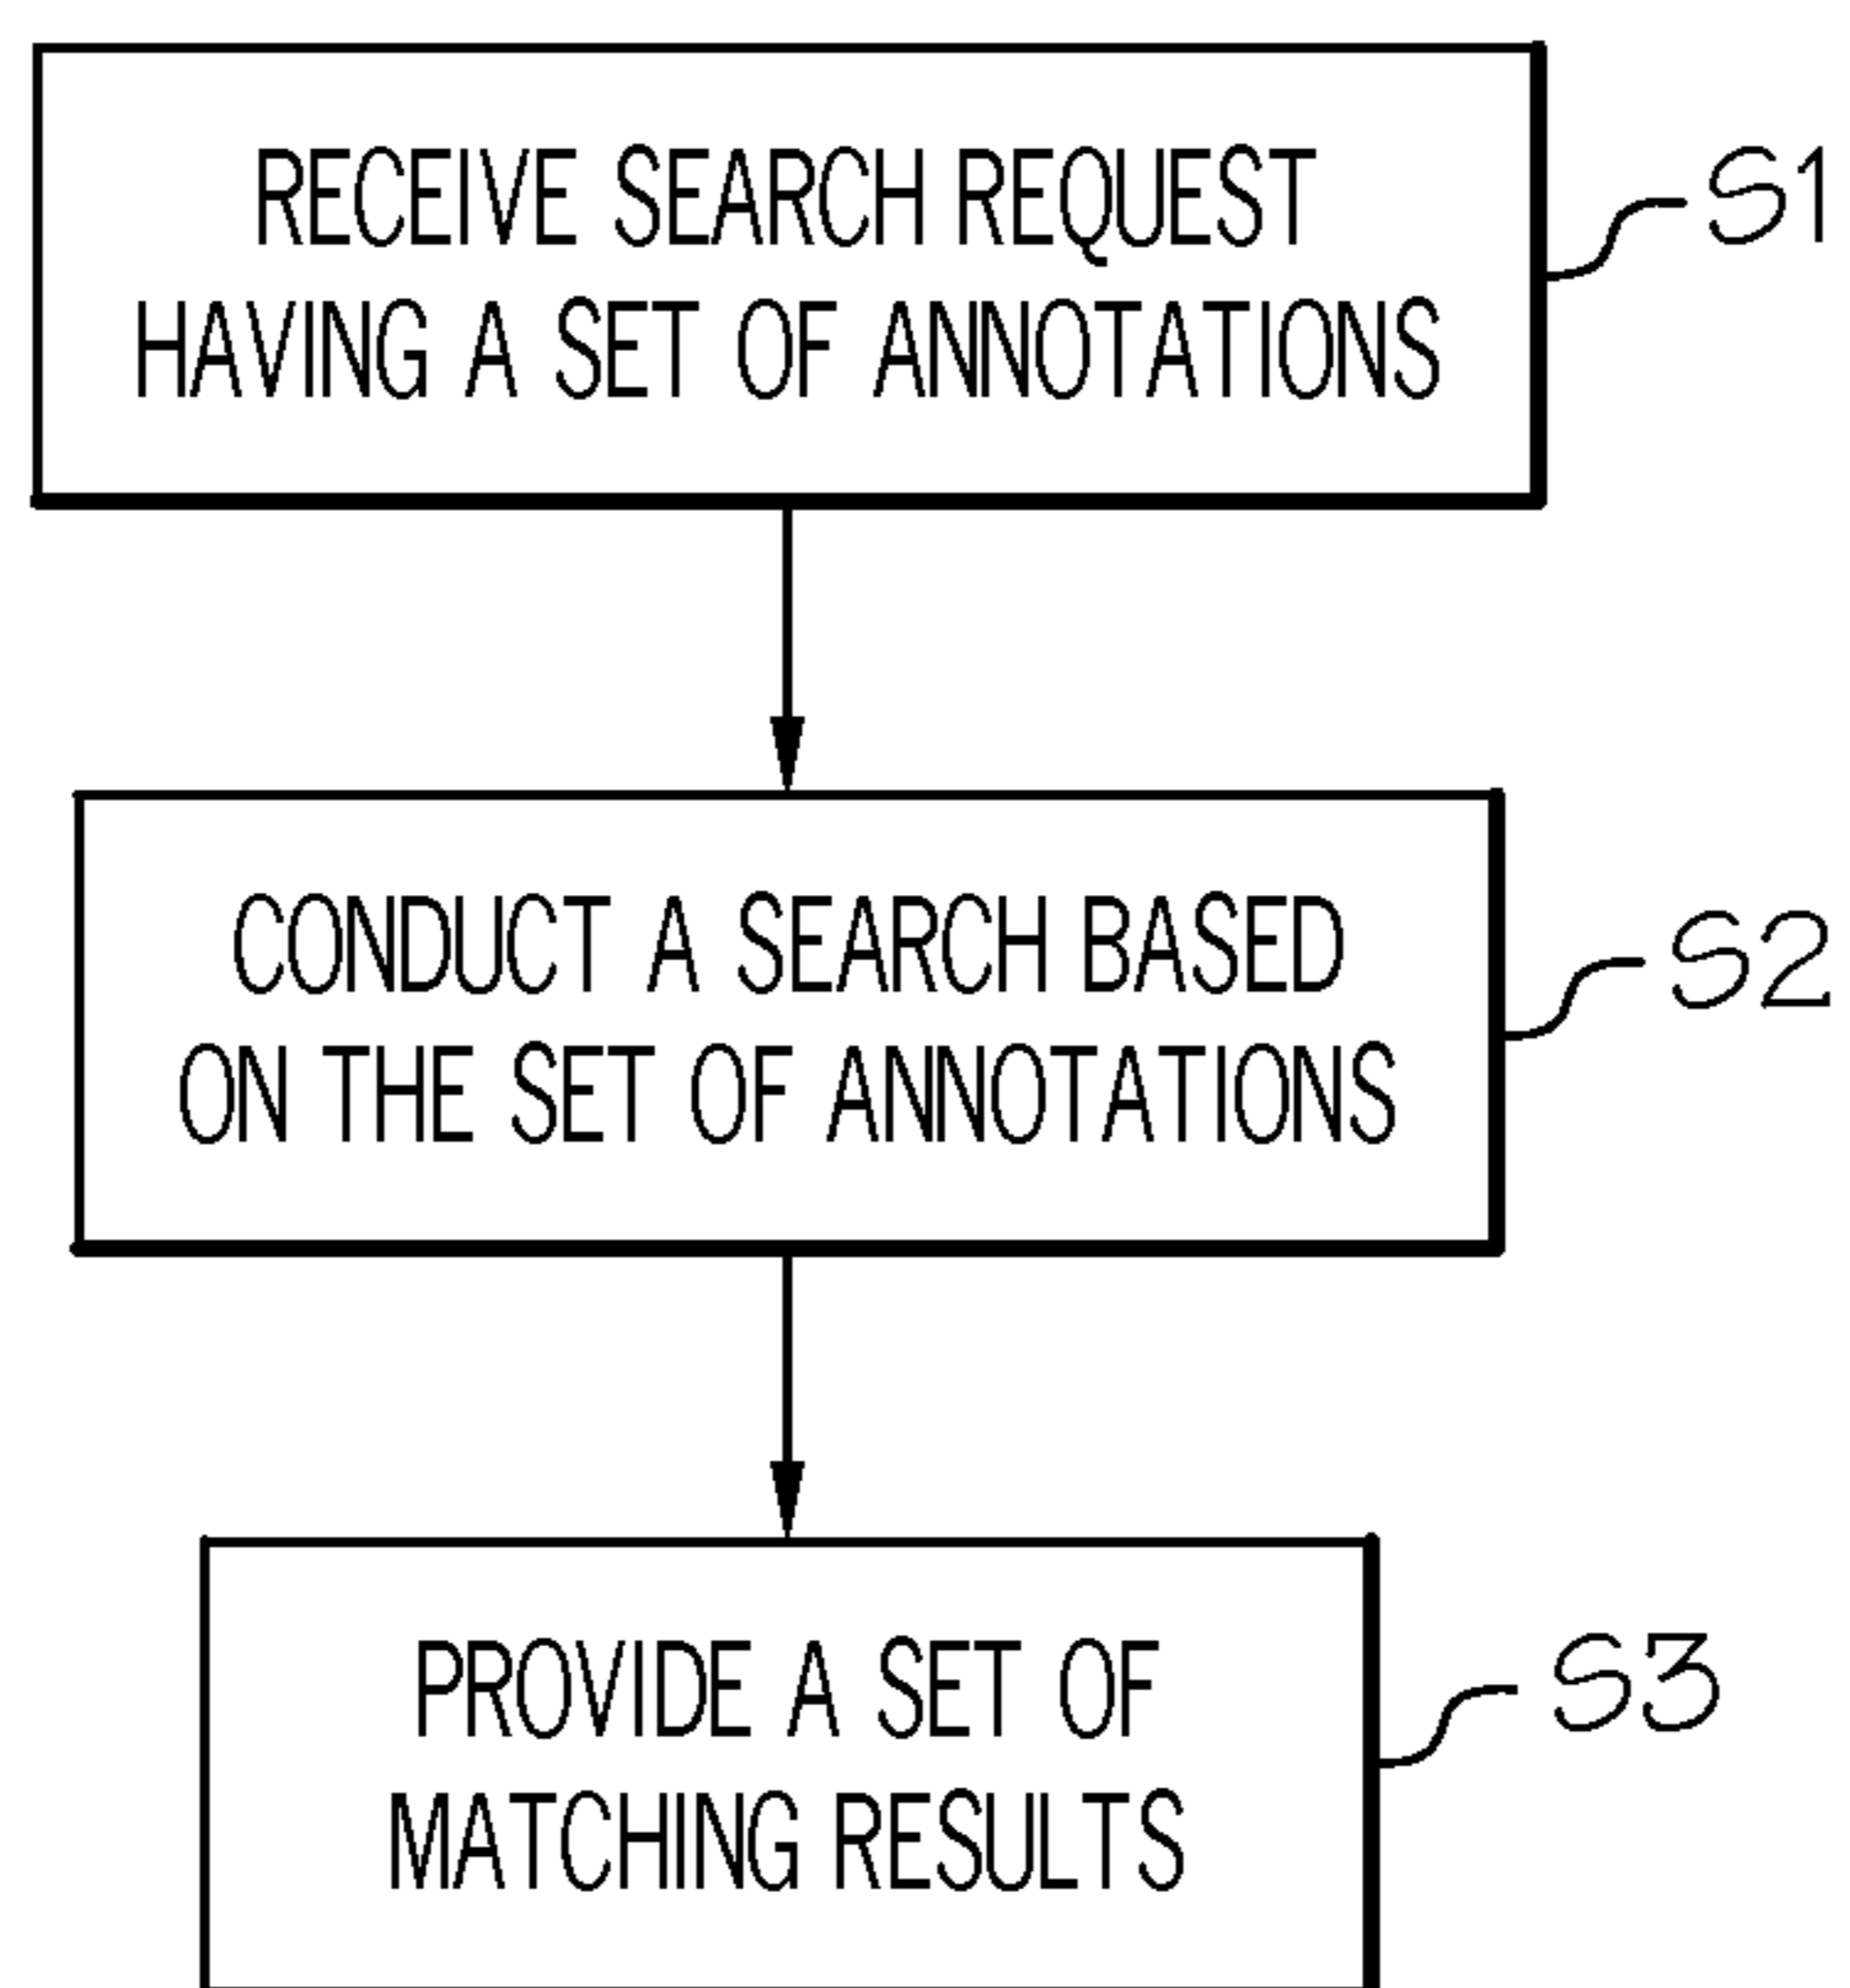 RECEIVE SEARCH REQUEST
HAVING A SET OF ANNOTATIONS
S1
CONDUCT A SEARCH BASED
ON THE SET OF ANNOTATIONS
S2
PROVIDE A SET OF
MATCHING RESULTS
S3